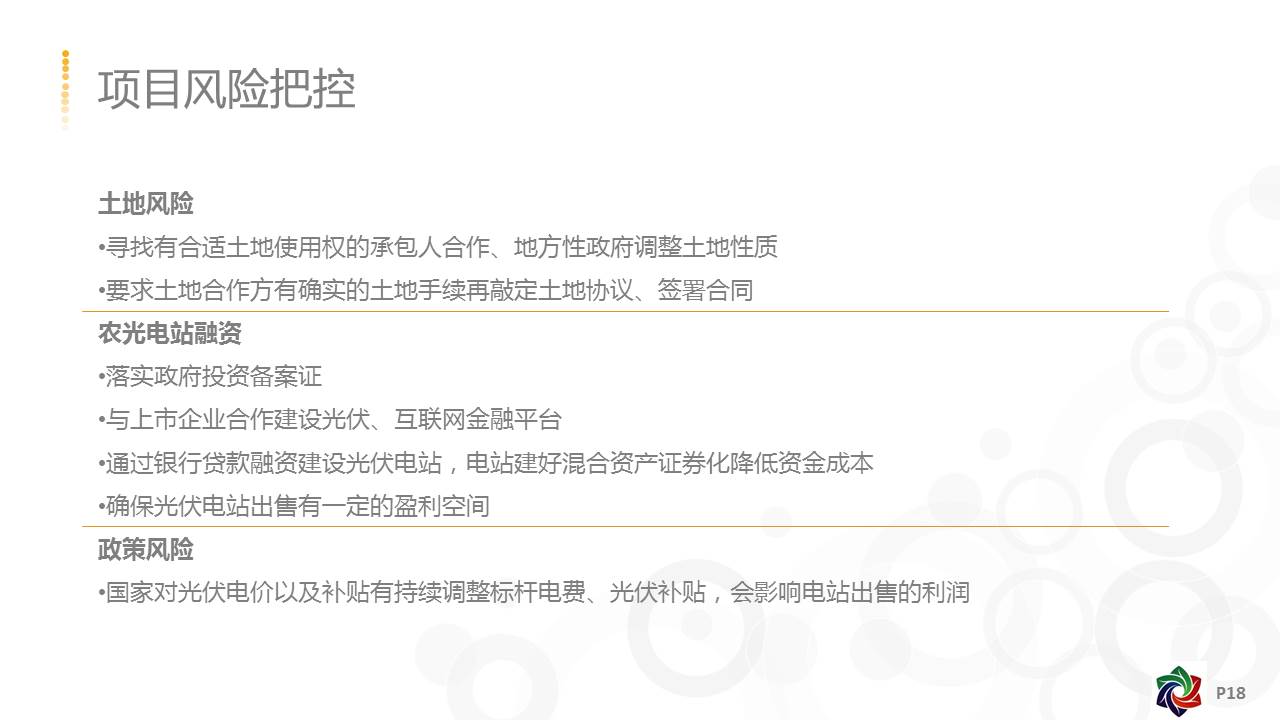 项目风险把控
土地风险
•寻找有合适土地使用权的承包人合作、地方性政府调整土地性质
•要求土地合作方有确实的土地手续再敲定土地协议、签署合同
农光电站融资
•落实政府投资备案证
•与上市企业合作建设光伏、互联网金融平台
•通过银行贷款融资建设光伏电站，电站建好混合资产证券化降低资金成本
•确保光伏电站出售有一定的盈利空间
政策风险
•国家对光伏电价以及补贴有持续调整标杆电费、光伏补贴，会影响电站出售的利润
P18